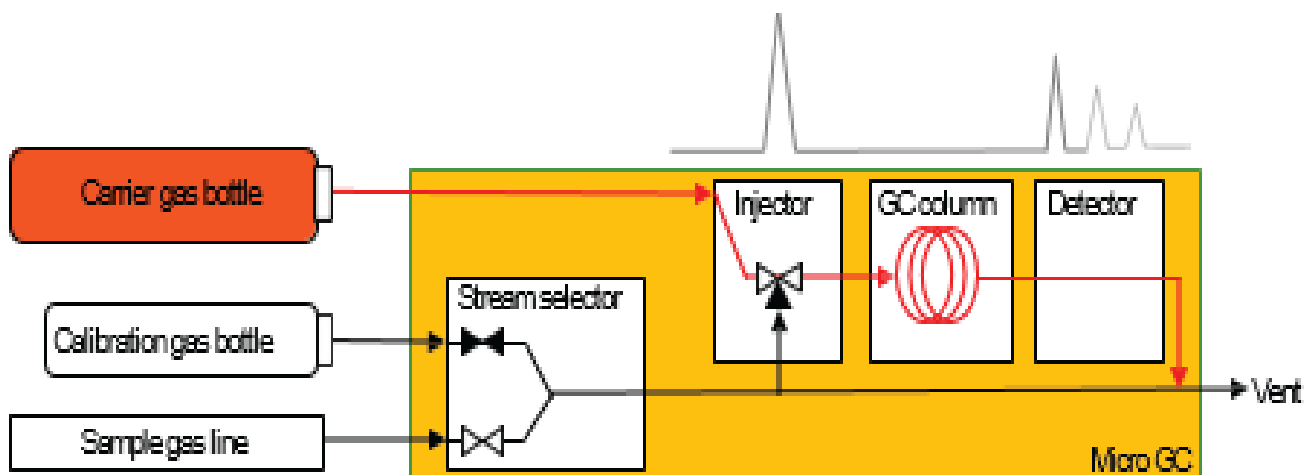 Carrier gas bottle
Injector
GC column
Detector
Stream selector
Calibration gas bottle
Vent
Sample gas line
Micro GC